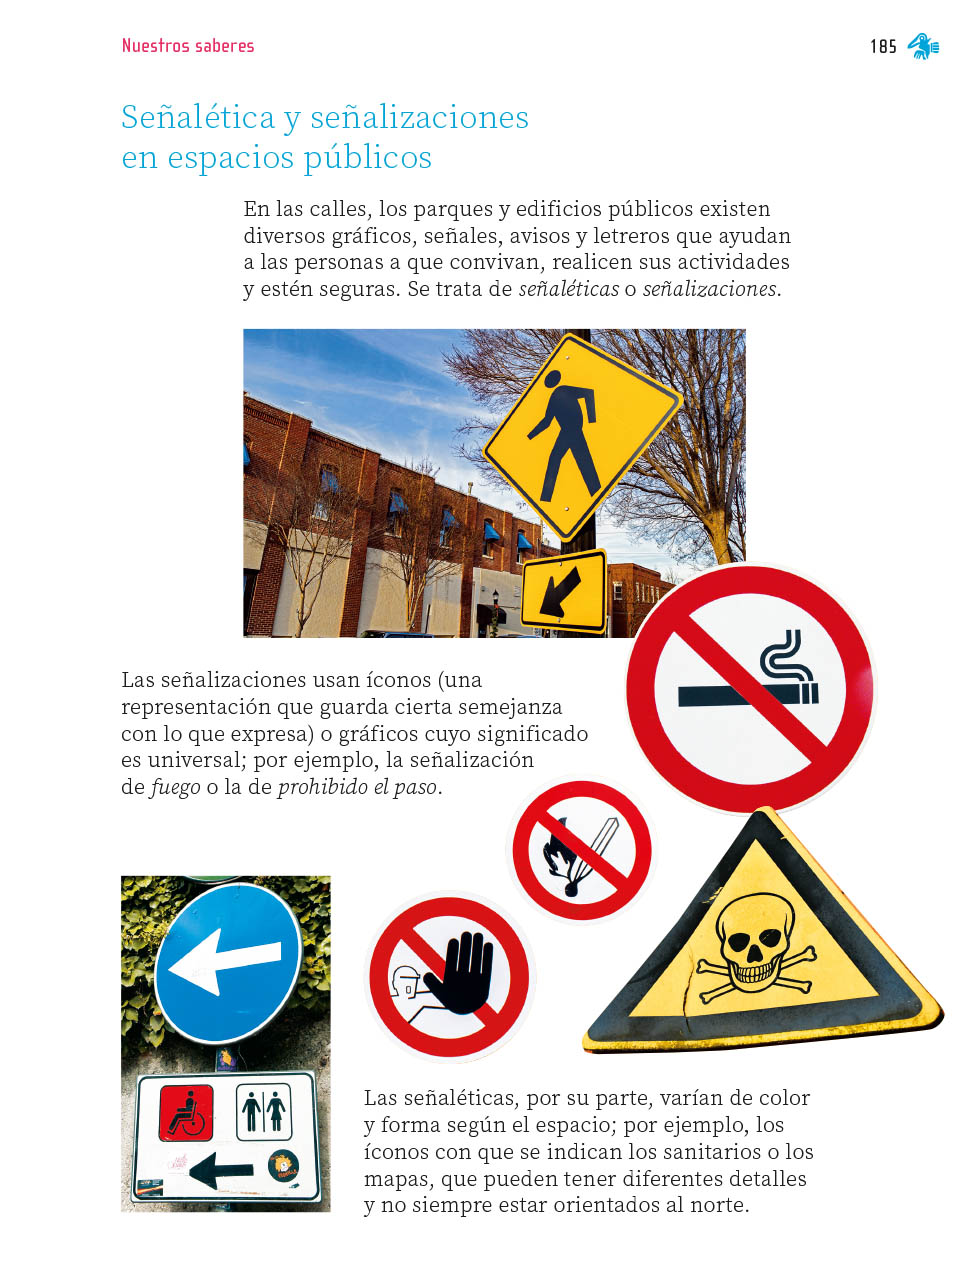 Nuestros saberes
185
Señalética y señalizaciones
en espacios públicos
En las calles, los parques y edificios públicos existen
diversos gráficos, señales, avisos y letreros que ayudan
a las personas a que convivan, realicen sus actividades
y estén seguras. Se trata de señaléticas o señalizaciones.
Las señalizaciones usan íconos (una
representación que guarda cierta semejanza
con lo que expresa) o gráficos cuyo significado
es universal; por ejemplo, la señalización
de fuego o la de prohibido el paso.
Las señaléticas, por su parte, varían de color
y forma según el espacio; por ejemplo, los
íconos con que se indican los sanitarios o los
mapas, que pueden tener diferentes detalles
y no siempre estar orientados al norte.